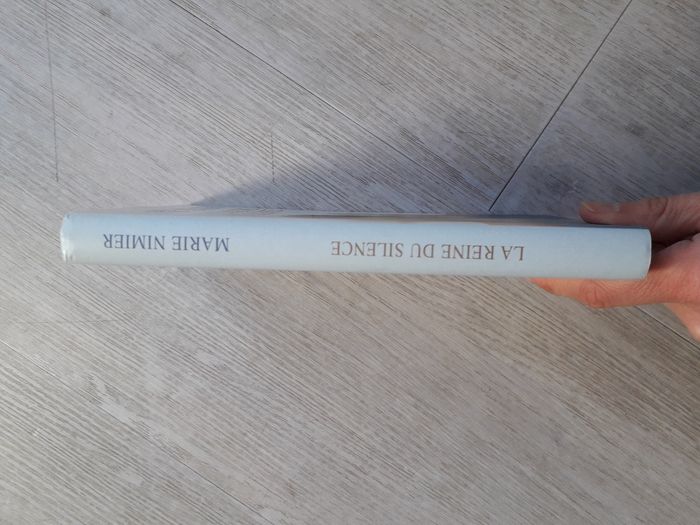 LA REINE DU SILENCE
MARIE NIMIER